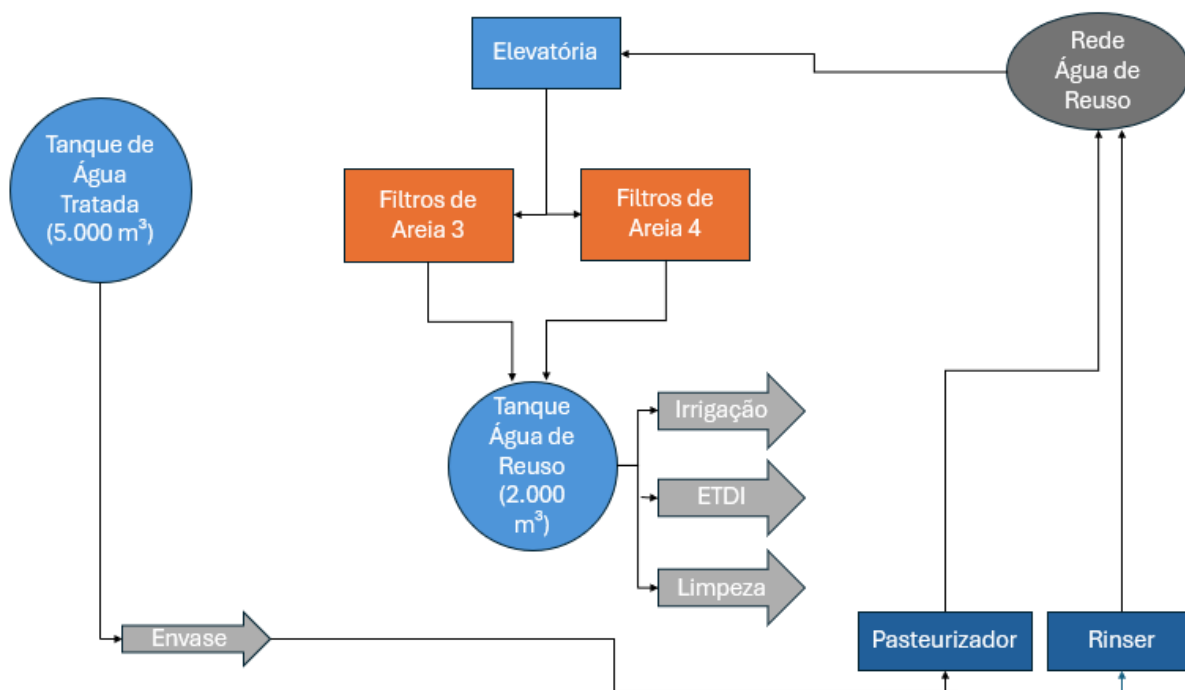 Elevatória
Rede
Água de
Reuso
Tanque de
Água
Tratada
(5.000 m³)
Filtros de
Areia 3
Filtros de
Areia 4
Tanque
Água de
Reuso
(2.000
m³)
Irrigação
ETDI
Limpeza
Envase
Pasteurizador
Rinser